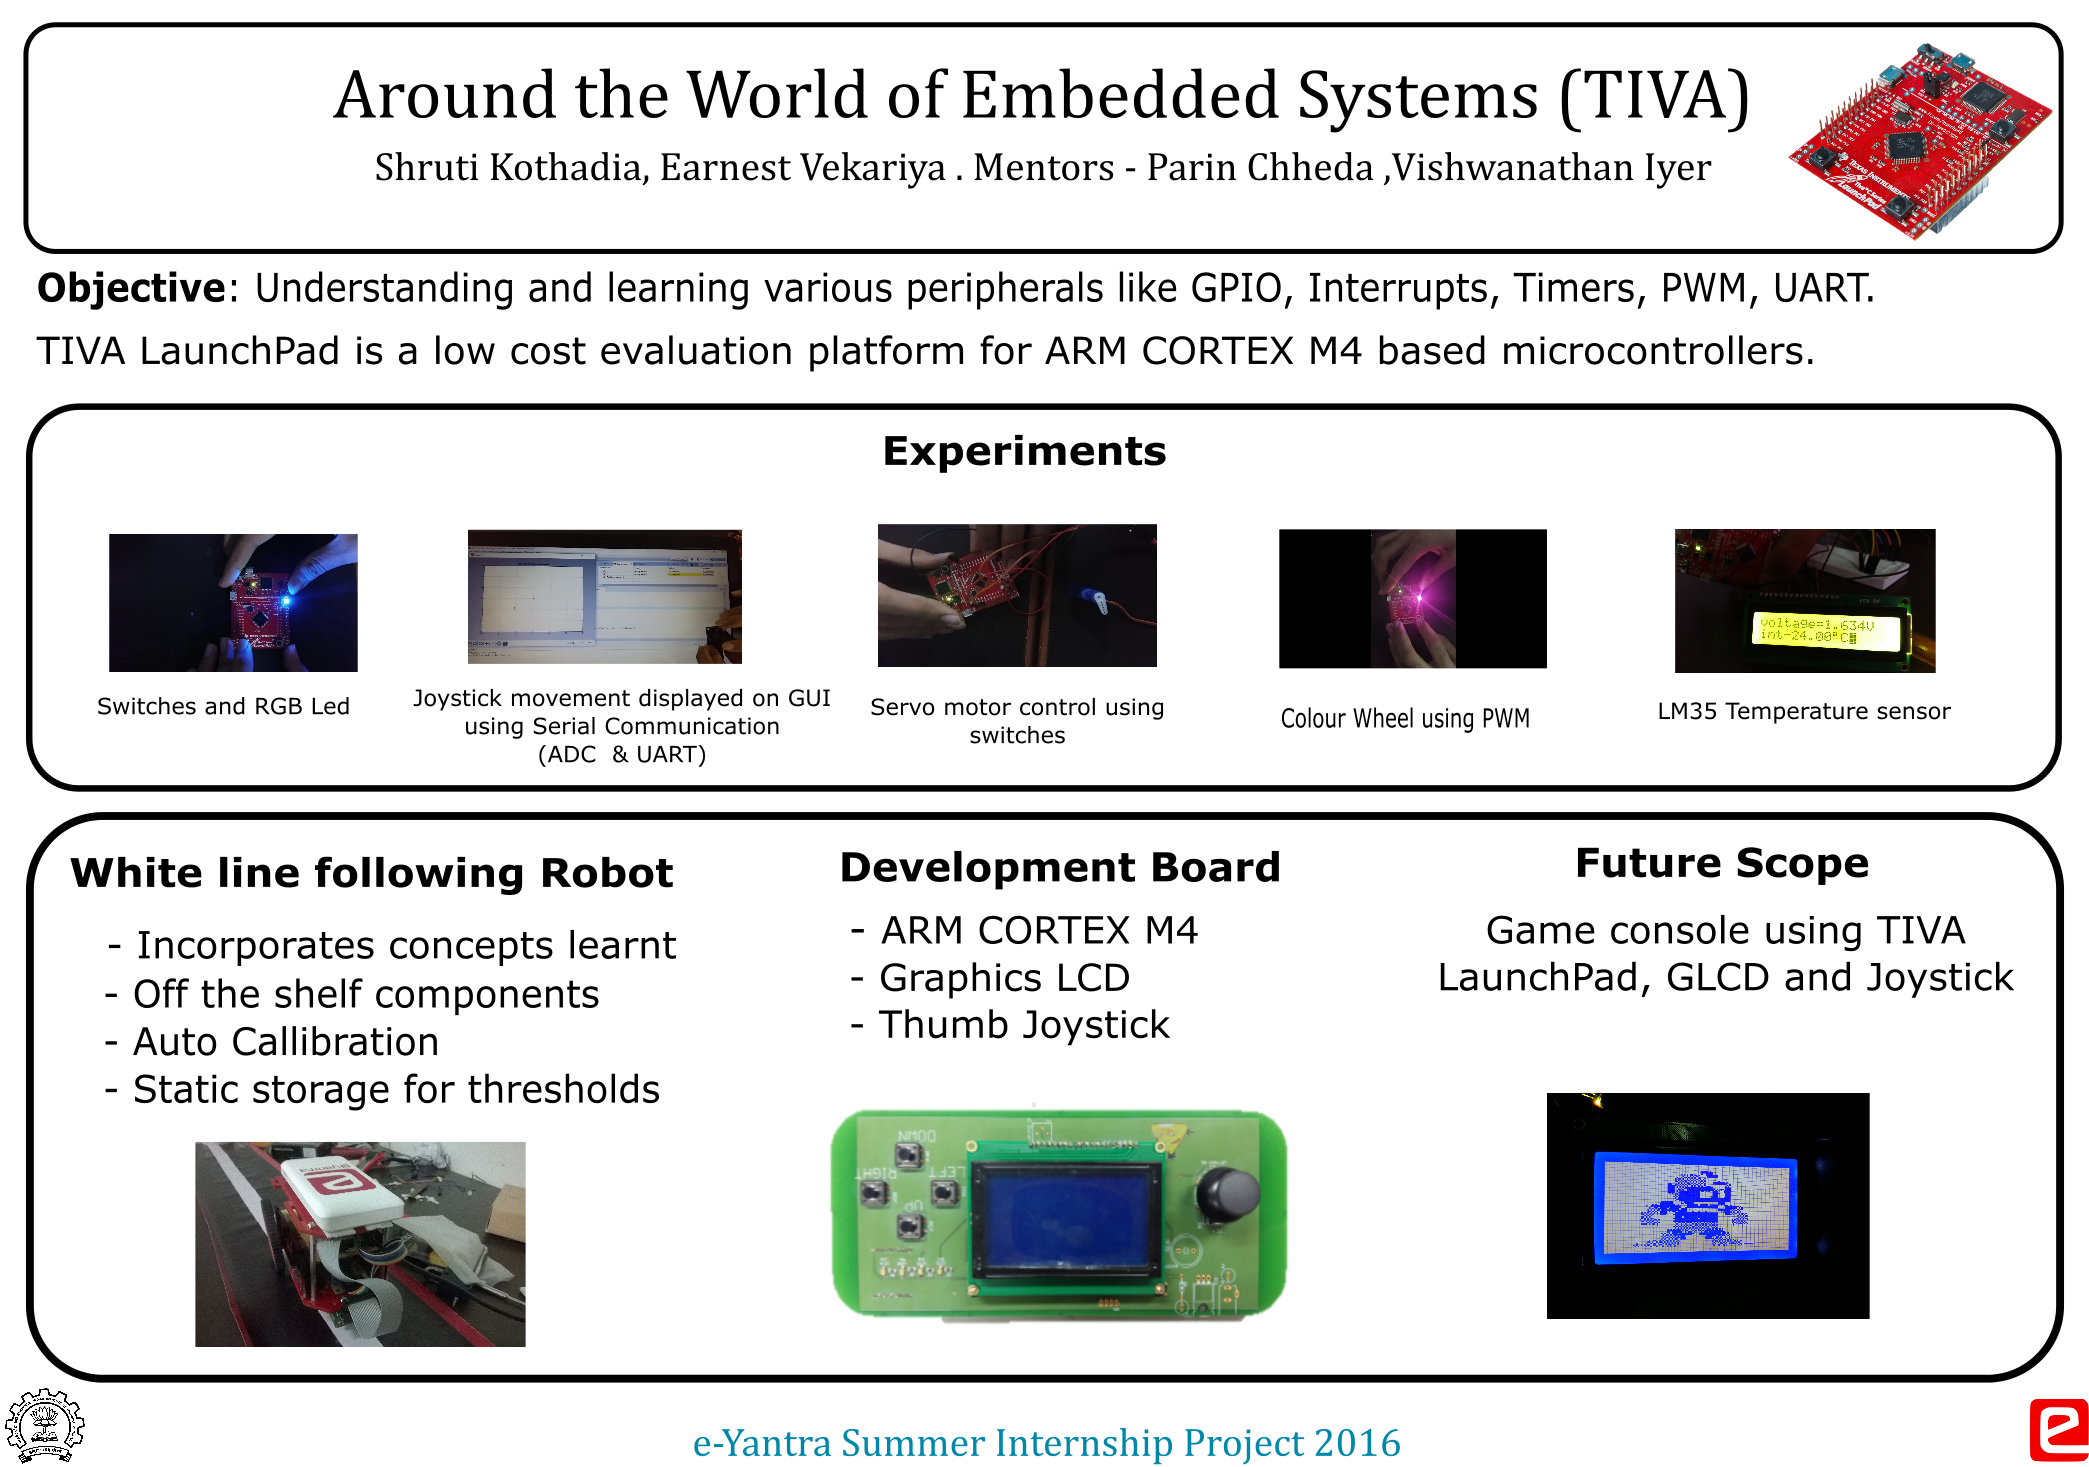 Around the World of Embedded Systems (TIVA)
Shruti Kothadia, Earnest Vekariya . Mentors - Parin Chheda ,Vishwanathan Iyer
TEXAS INSTRUMENTS
LaunchPad
Objective: Understanding and learning various peripherals like GPIO, Interrupts, Timers, PWM, UART.
TIVA LaunchPad is a low cost evaluation platform for ARM CORTEX M4 based microcontrollers.
Experiments
voltage=1.634V
int-24.00°C
Switches and RGB Led
Joystick movement displayed on GUI
using Serial Communication
(ADC & UART)
Servo motor control using
switches
Colour Wheel using PWM
LM35 Temperature sensor
White line following Robot
- Incorporates concepts learnt
- Off the shelf components
- Auto Callibration
- Static storage for thresholds
Development Board
- ARM CORTEX M4
- Graphics LCD
- Thumb Joystick
DOWN
RIGHT
LEFT
UP
Future Scope
Game console using TIVA
LaunchPad, GLCD and Joystick
e-Yantra Summer Internship Project 2016